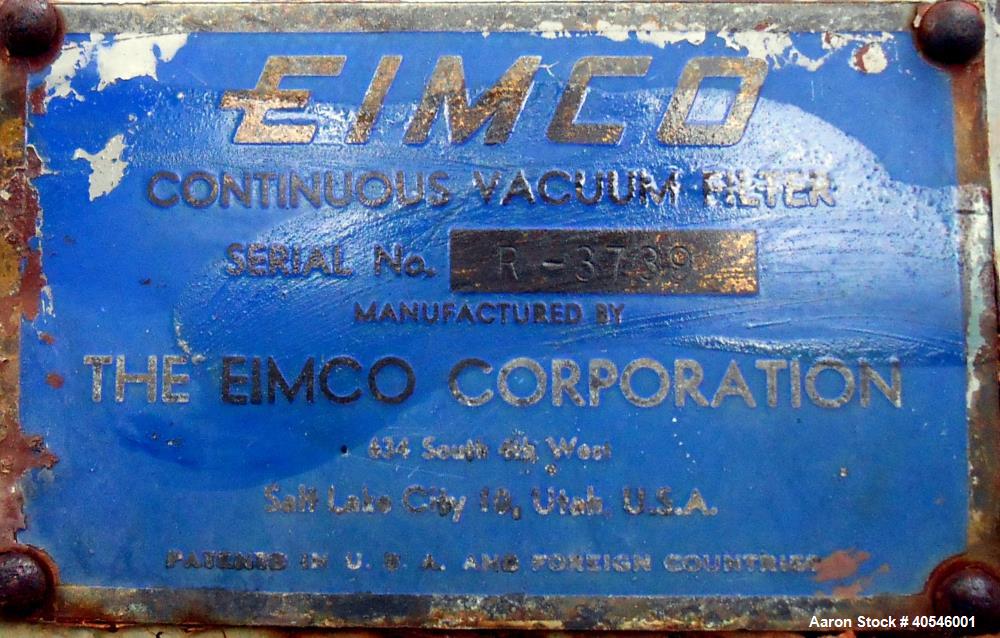 EIMCO
CONTINUOUS VACUUM FILTER
SERIAL No. R-3739
MANUFACTURED BY
THE EIMCO CORPORATION
634 South 4th West
Salt Lake City 10, Utah, U.S.A.
PATENTED IN U. S. A. AND FOREIGN COUNTRIES
Aaron Stock # 40546001